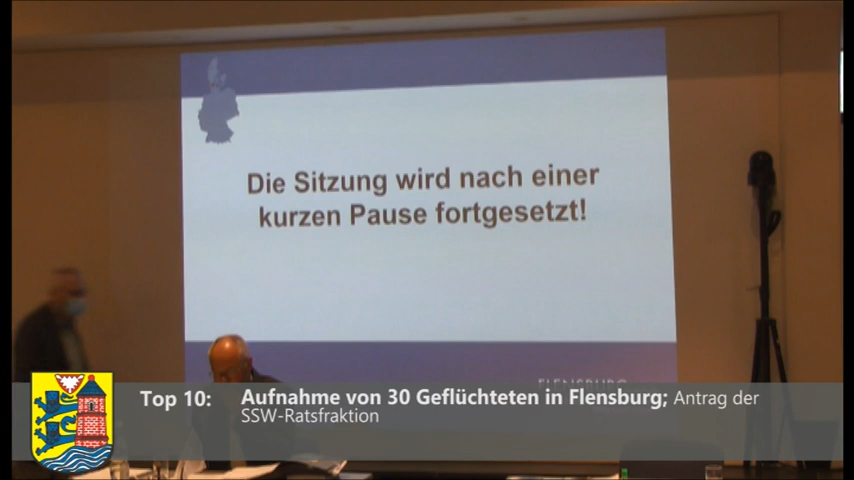 Die Sitzung wird nach einer
kurzen Pause fortgesetzt!
FLENSBURG
Top 10: Aufnahme von 30 Geflüchteten in Flensburg; Antrag der
SSW-Ratsfraktion